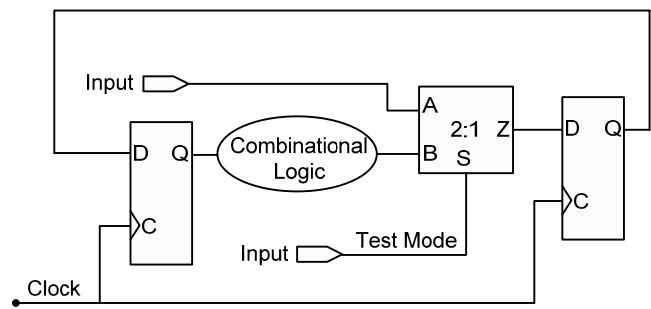 Input
A
2:1
Z
B
S
D
Q
C
D
Q
C
Combinational
Logic
Input
Test Mode
Clock